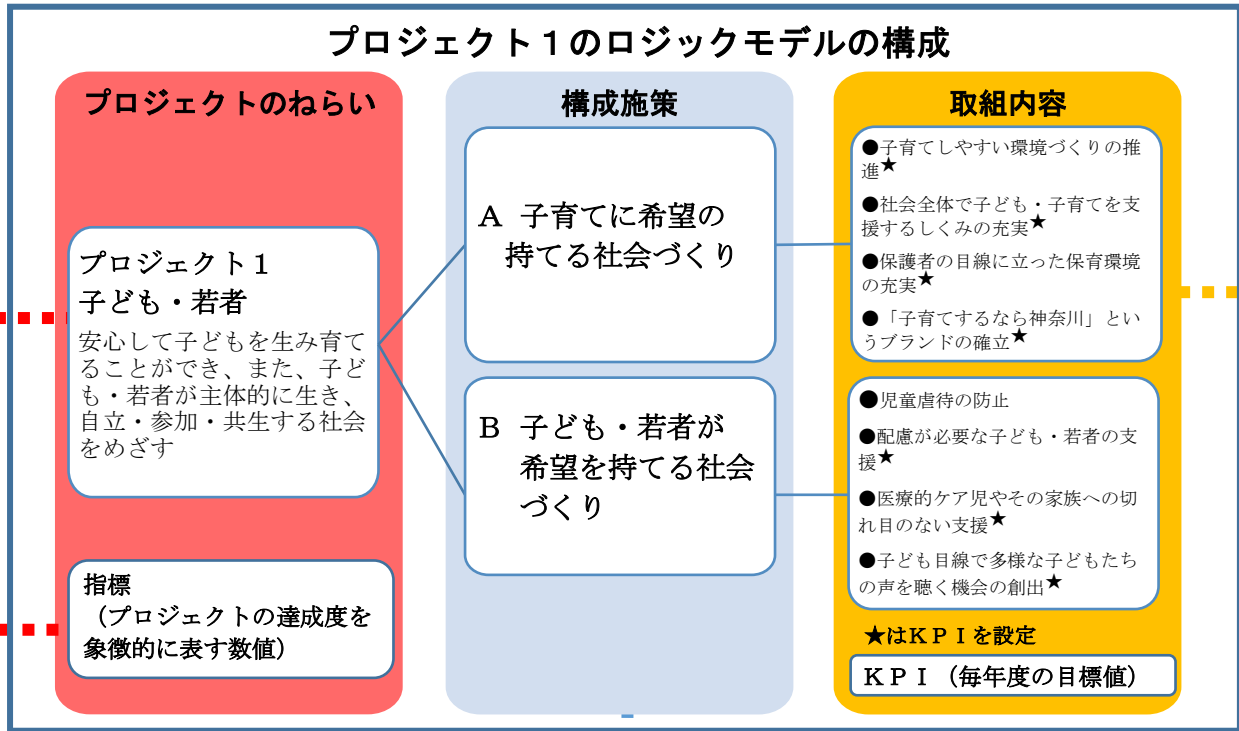 プロジェクト１のロジックモデルの構成
プロジェクトのねらい
プロジェクト１
子ども・若者
安心して子どもを生み育て
ることができ、また、子ど
も・若者が主体的に生き、
自立・参加・共生する社会
をめざす
指標
（プロジェクトの達成度を
象徴的に表す数値）
構成施策
Ａ 子育てに希望の
持てる社会づくり
Ｂ 子ども・若者が
希望を持てる社会
づくり
取組内容
●子育てしやすい環境づくりの推
進★
●社会全体で子ども・子育てを支
援するしくみの充実★
●保護者の目線に立った保育環境
の充実★
●「子育てするなら神奈川」とい
うブランドの確立★
●児童虐待の防止
●配慮が必要な子ども・若者の支
援★
●医療的ケア児やその家族への切
れ目のない支援★
●子ども目線で多様な子どもたち
の声を聴く機会の創出★
★はＫＰＩを設定
ＫＰＩ（毎年度の目標値）